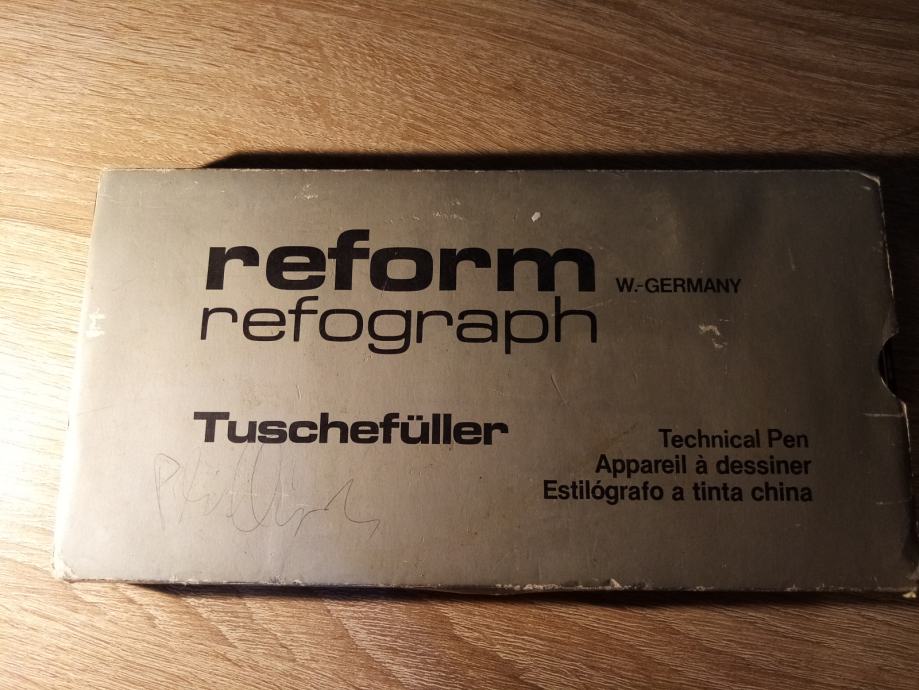 reform
W.-GERMANY
refograph
Tuschefüller
Technical Pen
Appareil à dessiner
Estilógrafo a tinta china